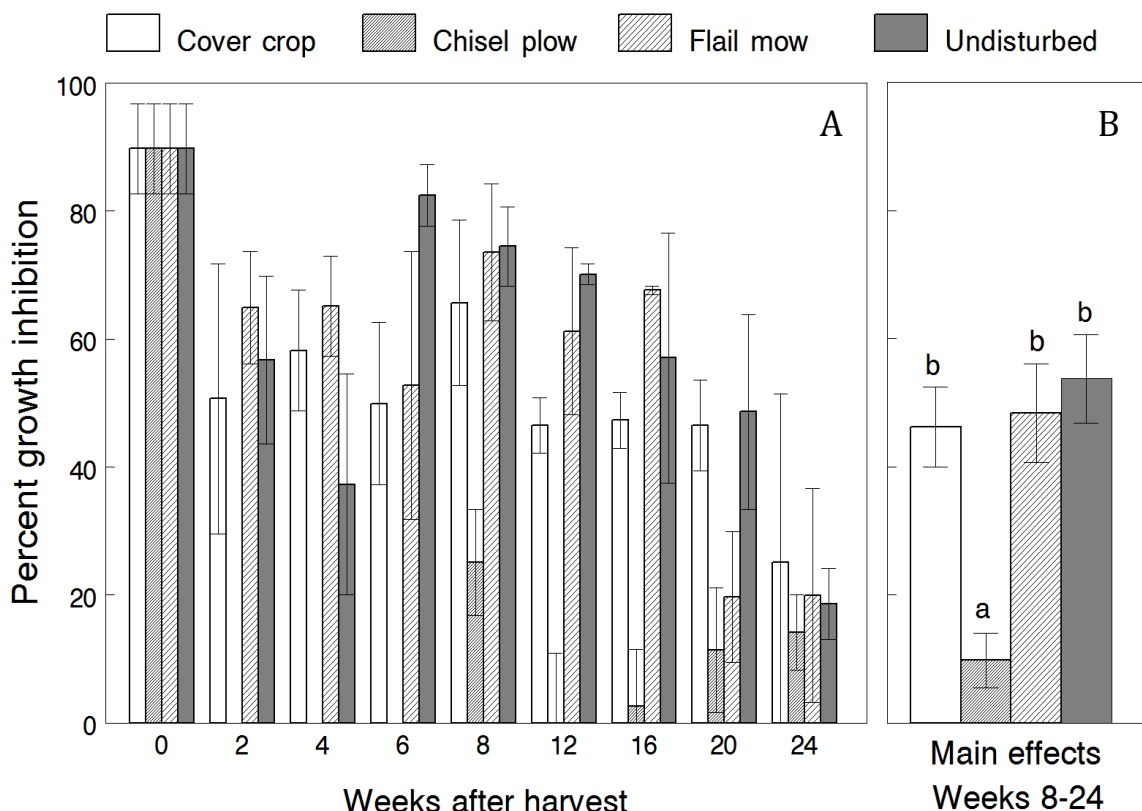 Cover crop Chisel plow Flail mow Undisturbed
100
80
60
40
20
0
Percent growth inhibition
A
B
b
a
b
b
0 2 4 6 8 12 16 20 24
Weeks after harvest
Main effects
Weeks 8-24